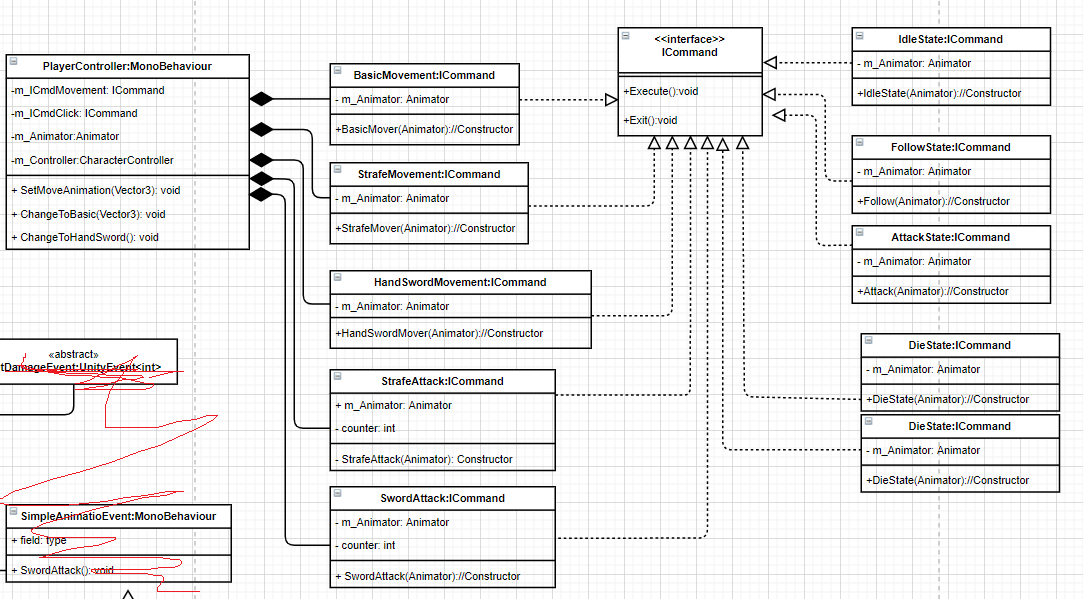 PlayerController:MonoBehaviour
-m_ICmdMovement: ICommand
-m_ICmdClick: ICommand
-m_Animator:Animator
-m_Controller:CharacterController
+ SetMoveAnimation(Vector3): void
+ ChangeToBasic(Vector3): void
+ ChangeToHandSword(): void
«abstract»
tDamageEvent:UnityEvent<int>
SimpleAnimatioEvent:MonoBehaviour
+ field: type
+ SwordAttack():void
BasicMovement:ICommand
- m_Animator: Animator
+BasicMover(Animator)://Constructor
StrafeMovement:ICommand
- m_Animator: Animator
+StrafeMover(Animator)://Constructor
HandSwordMovement:ICommand
- m_Animator: Animator
+HandSwordMover(Animator)://Constructor
StrafeAttack:ICommand
+ m_Animator: Animator
- counter: int
- StrafeAttack(Animator): Constructor
SwordAttack:ICommand
- m_Animator: Animator
- counter: int
+ SwordAttack(Animator)://Constructor
<<interface>>
ICommand
+Execute():void
+Exit():void
IdleState:ICommand
- m_Animator: Animator
+IdleState(Animator)://Constructor
FollowState:ICommand
- m_Animator: Animator
+Follow(Animator)://Constructor
AttackState:ICommand
- m_Animator: Animator
+Attack(Animator)://Constructor
DieState:ICommand
- m_Animator: Animator
+DieState(Animator)://Constructor
DieState:ICommand
- m_Animator: Animator
+DieState(Animator)://Constructor